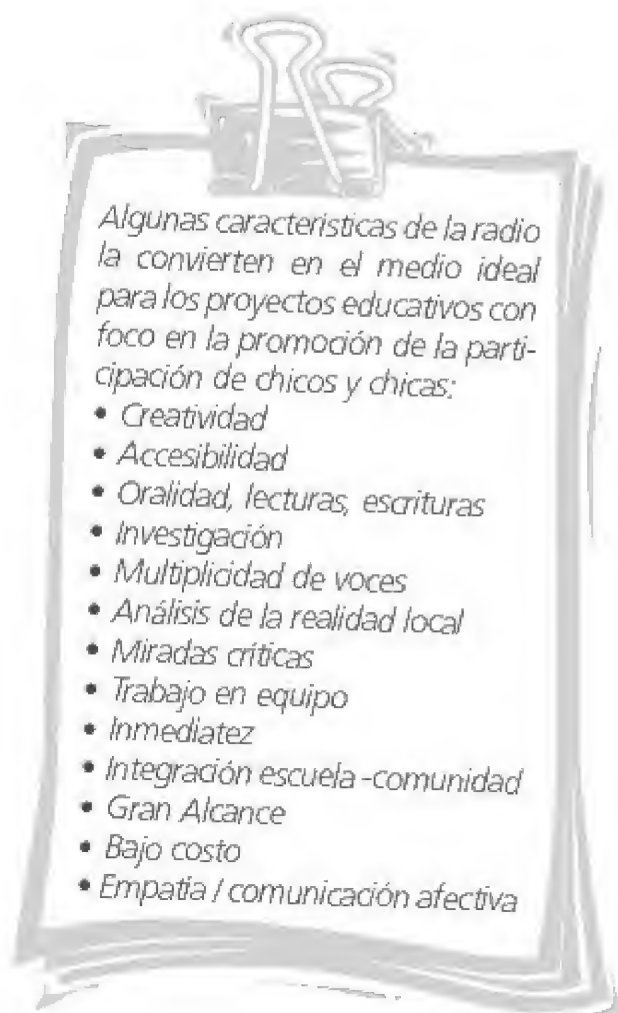 Algunas características de la radio
la convierten en el medio ideal
para los proyectos educativos con
foco en la promoción de la parti-
cipación de chicos y chicas:
• Creatividad
• Accesibilidad
• Oralidad, lecturas, escrituras
• Investigación
• Multiplicidad de voces
• Análisis de la realidad local
• Miradas críticas
• Trabajo en equipo
• Inmediatez
• Integración escuela-comunidad
• Gran Alcance
• Bajo costo
• Empatía / comunicación afectiva